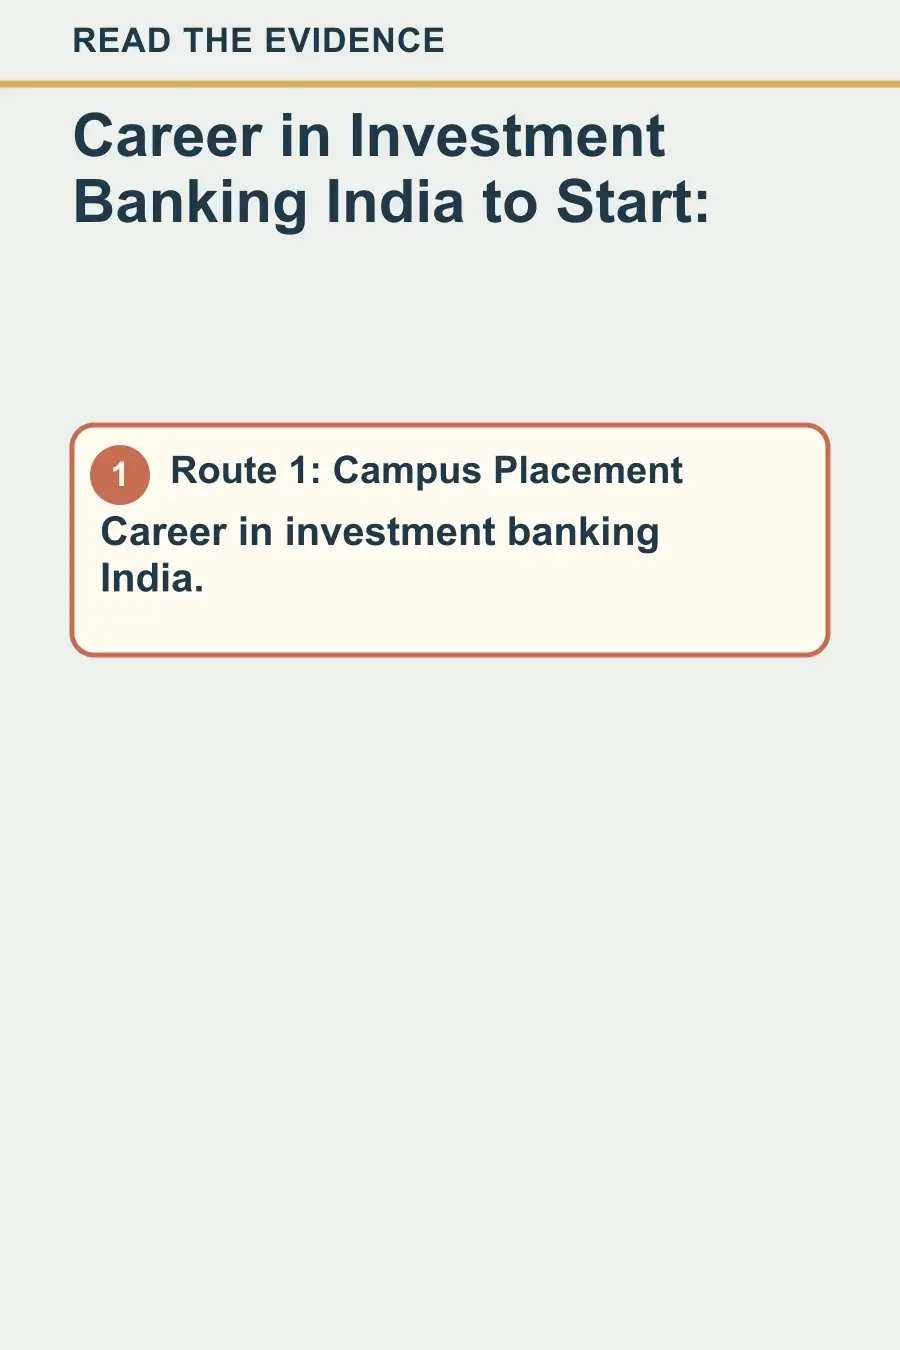 READ THE EVIDENCE
Career in Investment
Banking India to Start:
1 Route 1: Campus Placement
Career in investment banking
India.